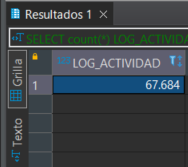 Resultados 1
SELECT count(*) LOG_ACTIVIDA
LOG_ACTIVIDAD
1
67.684
Grilla
Texto